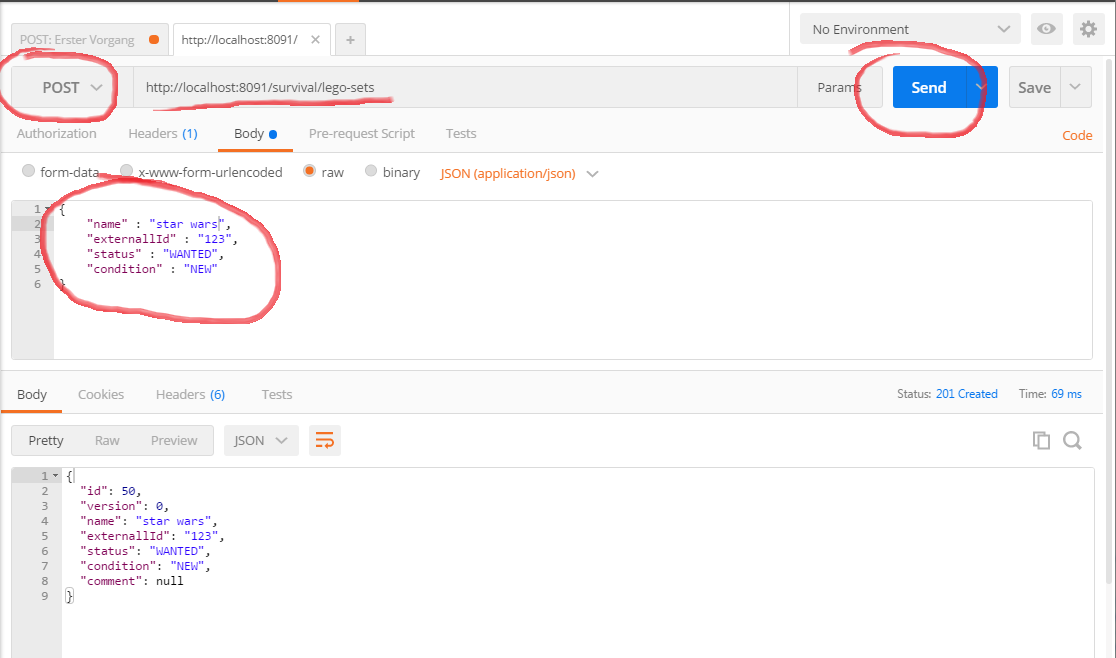 POST: Erster Vorgang
http://localhost:8091/
No Environment
POST
http://localhost:8091/survival/lego-sets
Params
Send
Save
Authorization
Headers (1)
Body
Pre-request Script
Tests
Code
form-data
x-www-form-urlencoded
raw
binary
JSON (application/json)
1 {
2 "name" : "star wars",
3 "externallId" : "123",
4 "status" : "WANTED",
5 "condition" : "NEW"
6 }
Body
Cookies
Headers (6)
Tests
Status: 201 Created
Time: 69 ms
Pretty
Raw
Preview
JSON
1 {
2 "id": 50,
3 "version": 0,
4 "name": "star wars",
5 "externallId": "123",
6 "status": "WANTED",
7 "condition": "NEW",
8 "comment": null
9 }